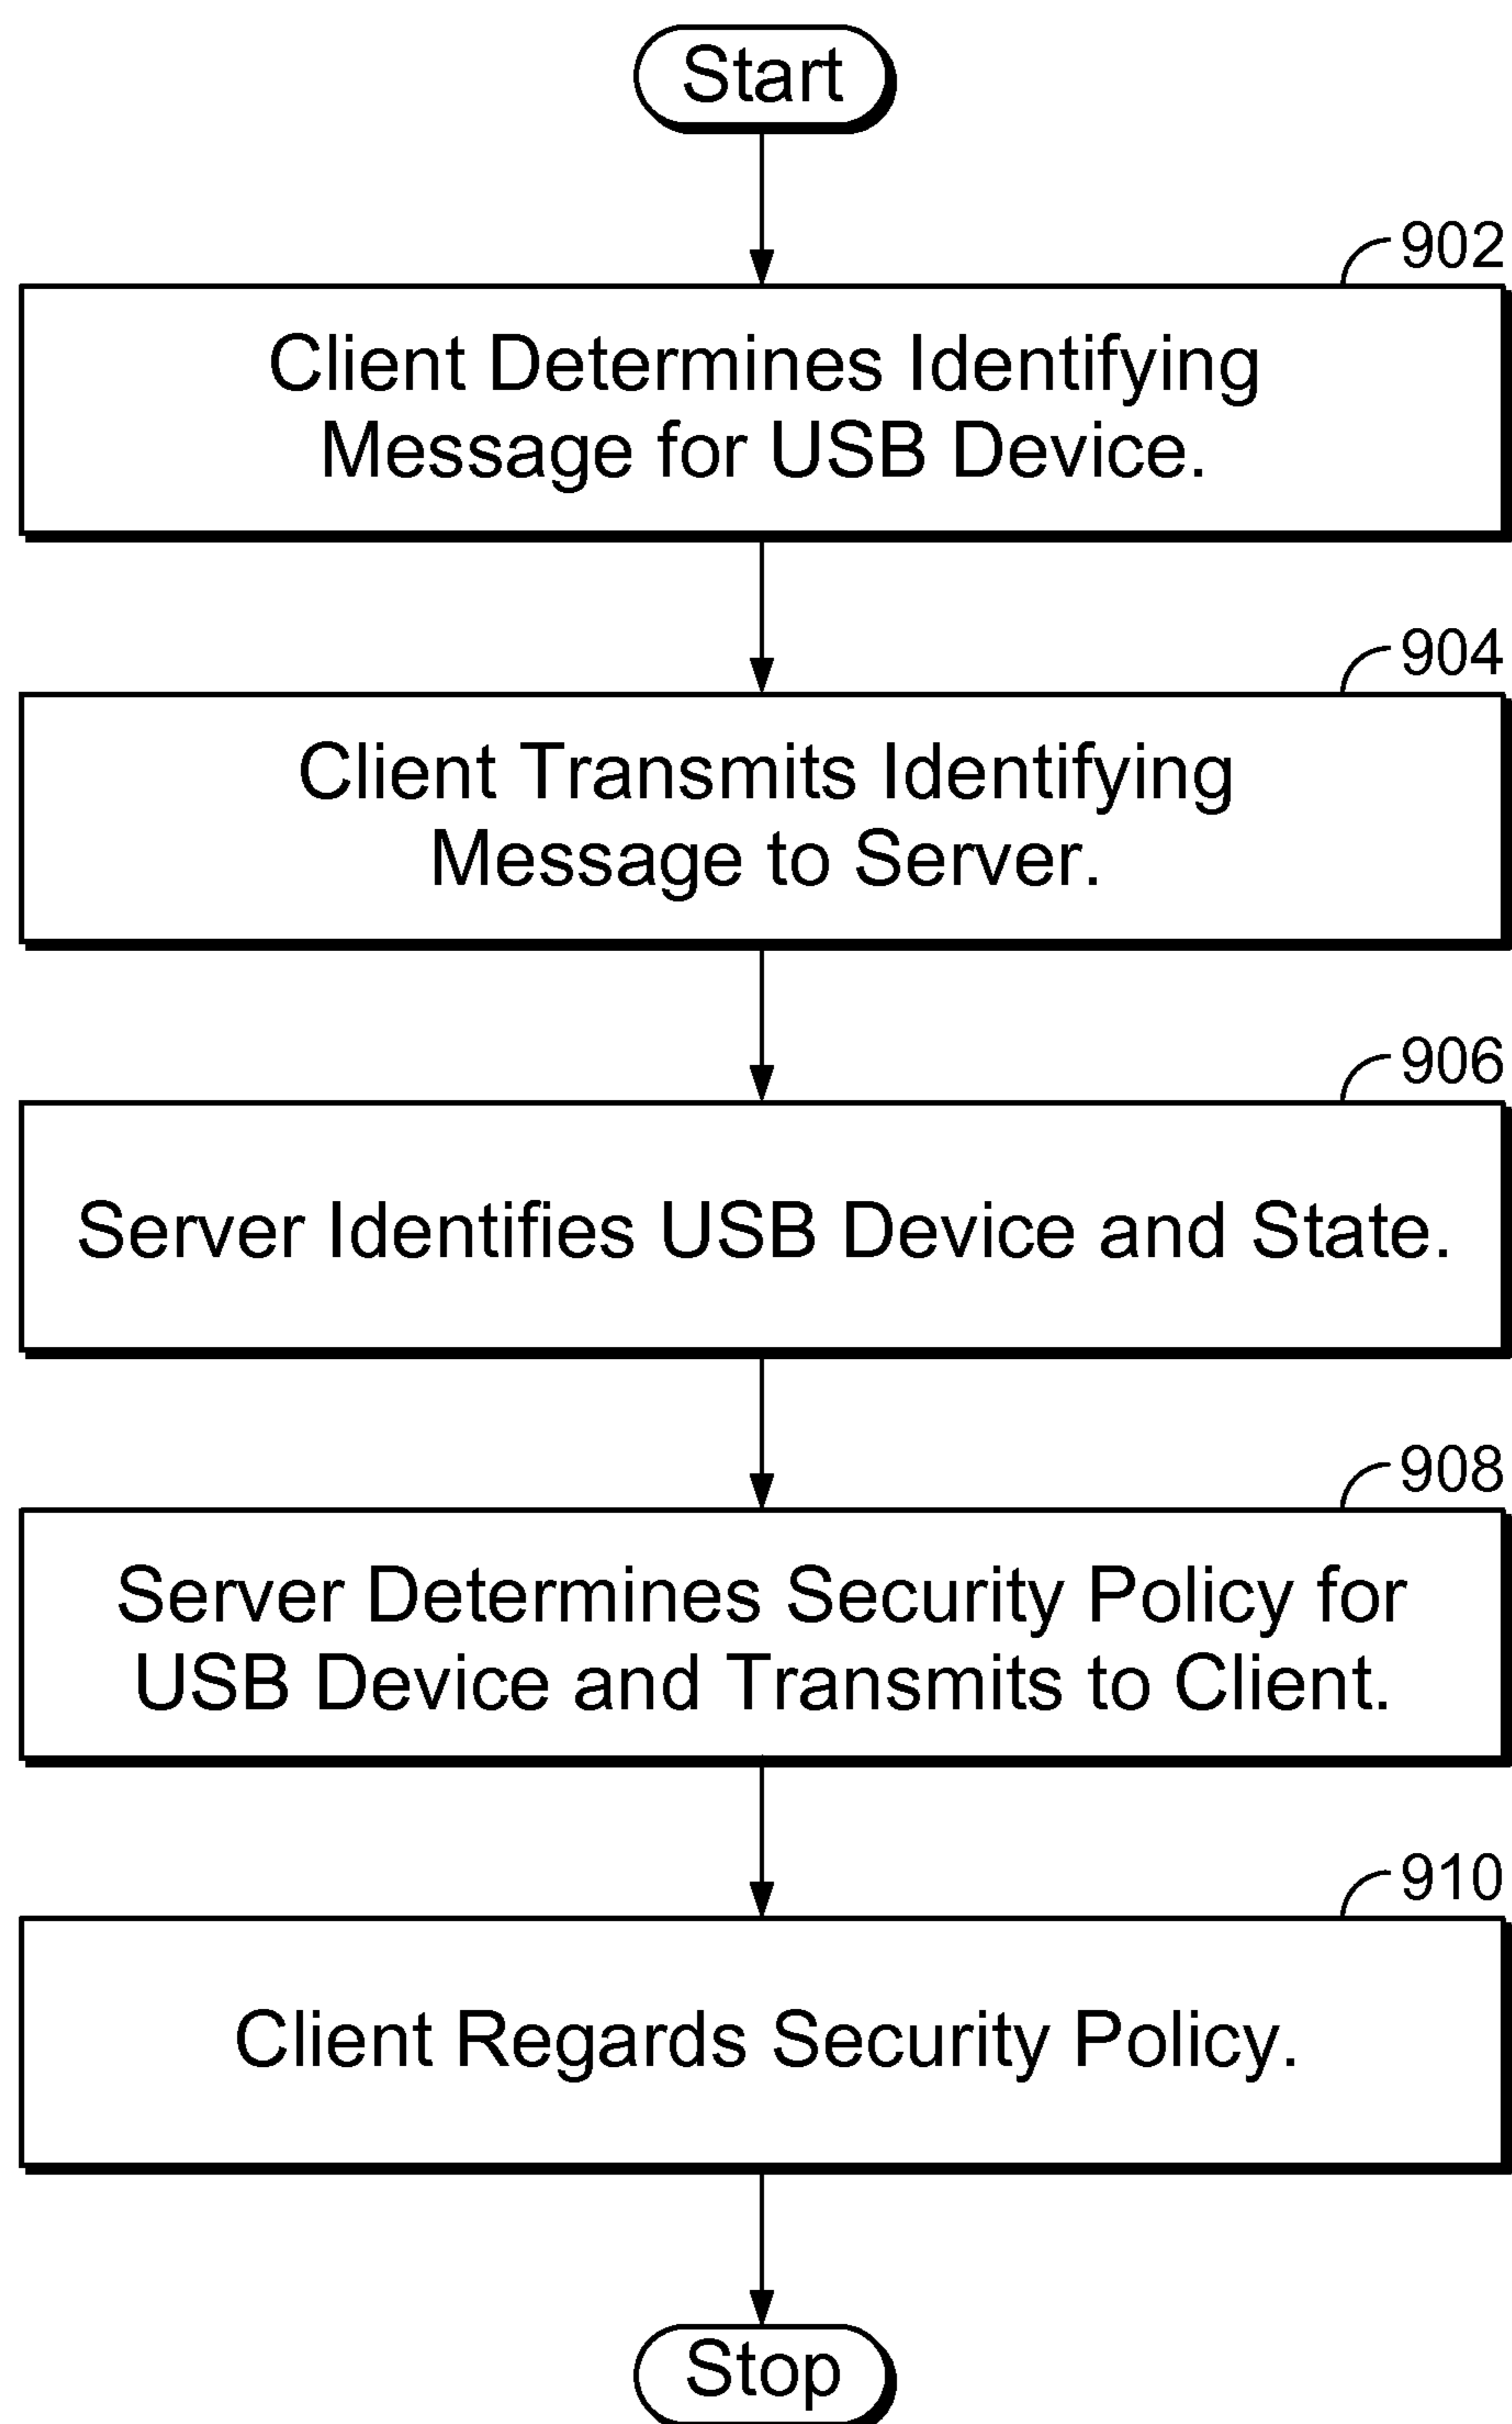 Start
902
Client Determines Identifying
Message for USB Device.
904
Client Transmits Identifying
Message to Server.
906
Server Identifies USB Device and State.
908
Server Determines Security Policy for
USB Device and Transmits to Client.
910
Client Regards Security Policy.
Stop